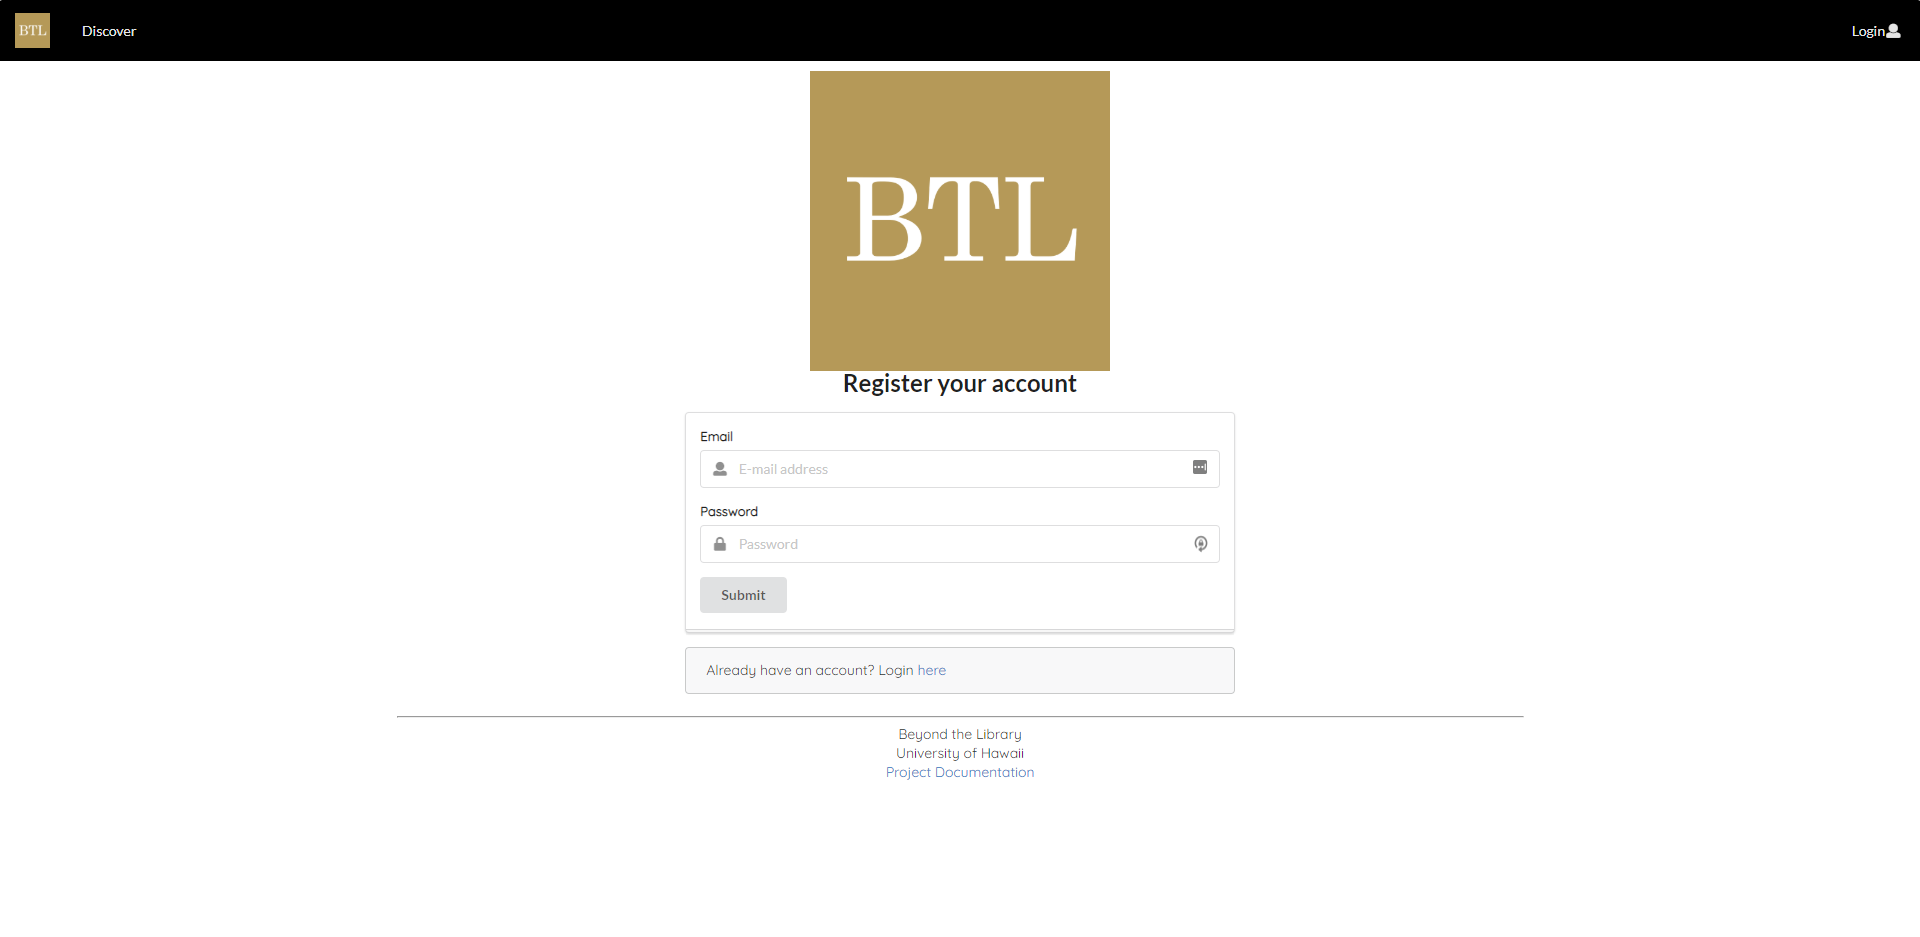 BTL
Discover
Login
BTL
Register your account
Email
E-mail address
Password
Password
Submit
Already have an account? Login here
Beyond the Library
University of Hawaii
Project Documentation